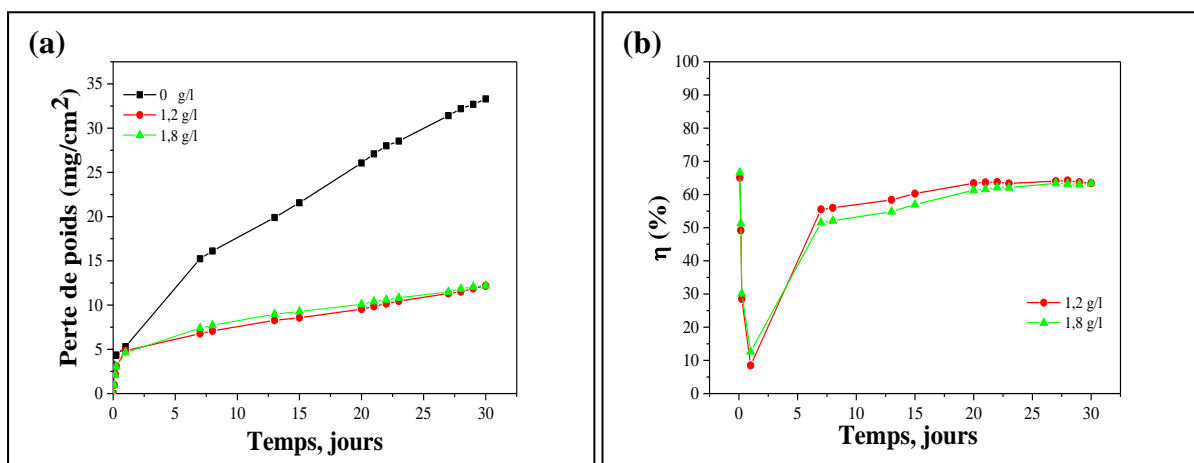 (a)
Perte de poids (mg/cm²)
35
30
25
20
15
10
5
0
0 g/l
1,2 g/l
1,8 g/l
0 5 10 15 20 25 30
Temps, jours
(b)
η (%)
100
90
80
70
60
50
40
30
20
10
0
1,2 g/l
1,8 g/l
0 5 10 15 20 25 30
Temps, jours